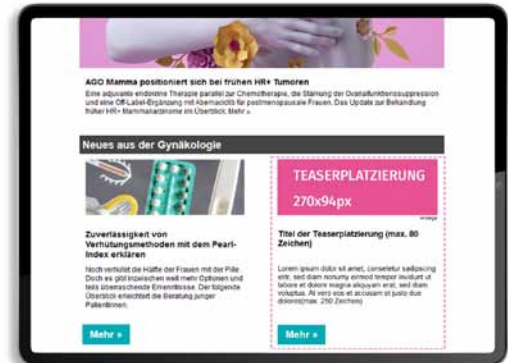 AGO Mamma positioniert sich bei frühen HR+ Tumoren
Eine adjuvante endokrine Therapie parallel zur Chemotherapie, die Stärkung der Ovarialfunktionssuppression
und eine Off-Label-Ergänzung mit Abemaciclib für postmenopausale Frauen. Das Update zur Behandlung
früher HR+ Mammakarzinome im Überblick. Mehr »
Neues aus der Gynäkologie
Zuverlässigkeit von
Verhütungsmethoden mit dem Pearl-
Index erklären
Noch verhütet die Hälfte der Frauen mit der Pille.
Doch es gibt inzwischen weit mehr Optionen und
teils überraschende Erkenntnisse. Der folgende
Überblick erleichtert die Beratung junger
Patientinnen.
Mehr »
TEASERPLATZIERUNG
270x94px
Anzeige
Titel der Teaserplatzierung (max. 80
Zeichen)
Lorem ipsum dolor sit amet, consetetur sadipscing
elitr, sed diam nonumy eirmod tempor invidunt ut
labore et dolore magna aliquyam erat, sed diam
voluptua. At vero eos et accusam et justo duo
dolores(max. 250 Zeichen)
Mehr »